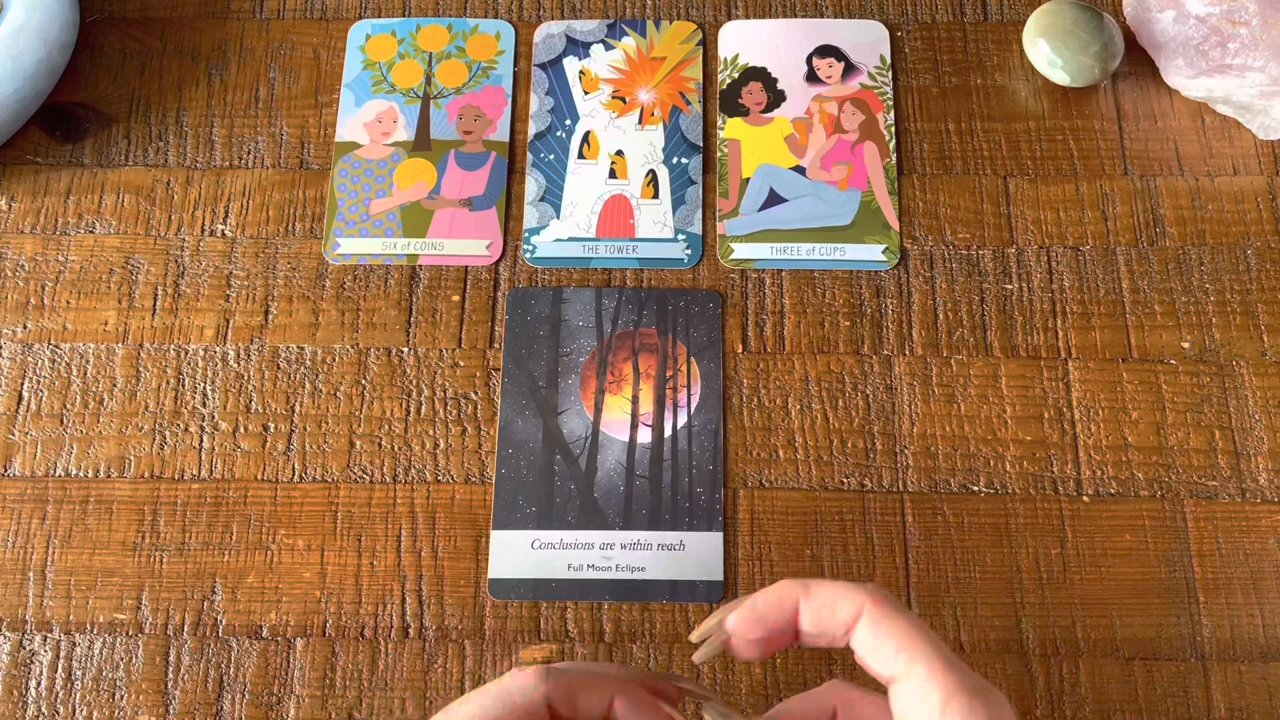 SIX of COINS
THE TOWER
THREE of CUPS
Conclusions are within reach
Full Moon Eclipse